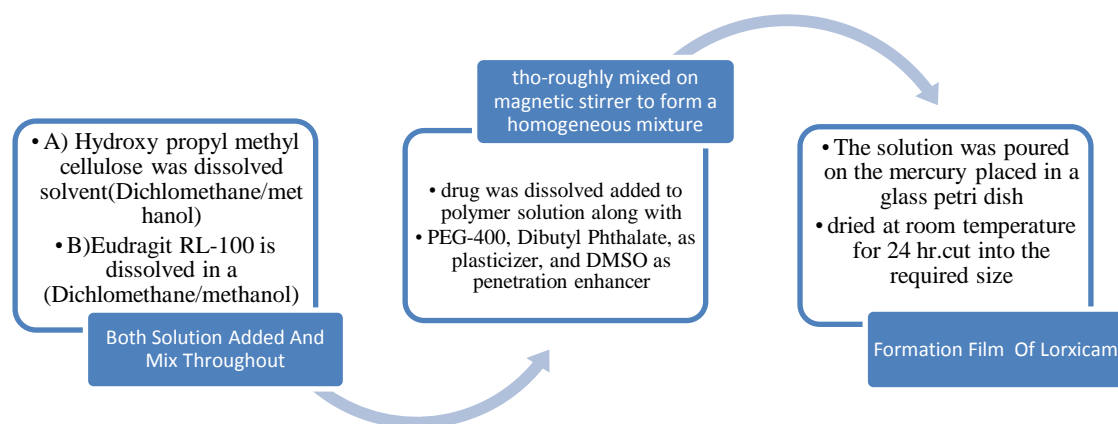 • A) Hydroxy propyl methyl
cellulose was dissolved
solvent(Dichlomethane/met
hanol)
• B)Eudragit RL-100 is
dissolved in a
(Dichlomethane/methanol)
Both Solution Added And
Mix Throughout
tho-roughly mixed on
magnetic stirrer to form a
homogeneous mixture
• drug was dissolved added to
polymer solution along with
• PEG-400, Dibutyl Phthalate, as
plasticizer, and DMSO as
penetration enhancer
• The solution was poured
on the mercury placed in a
glass petri dish
• dried at room temperature
for 24 hr.cut into the
required size
Formation Film Of Lorxicam